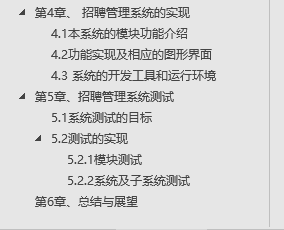 第4章、 招聘管理系统的实现
4.1本系统的模块功能介绍
4.2功能实现及相应的图形界面
4.3 系统的开发工具和运行环境
第5章、招聘管理系统测试
5.1系统测试的目标
5.2测试的实现
5.2.1模块测试
5.2.2系统及子系统测试
第6章、总结与展望